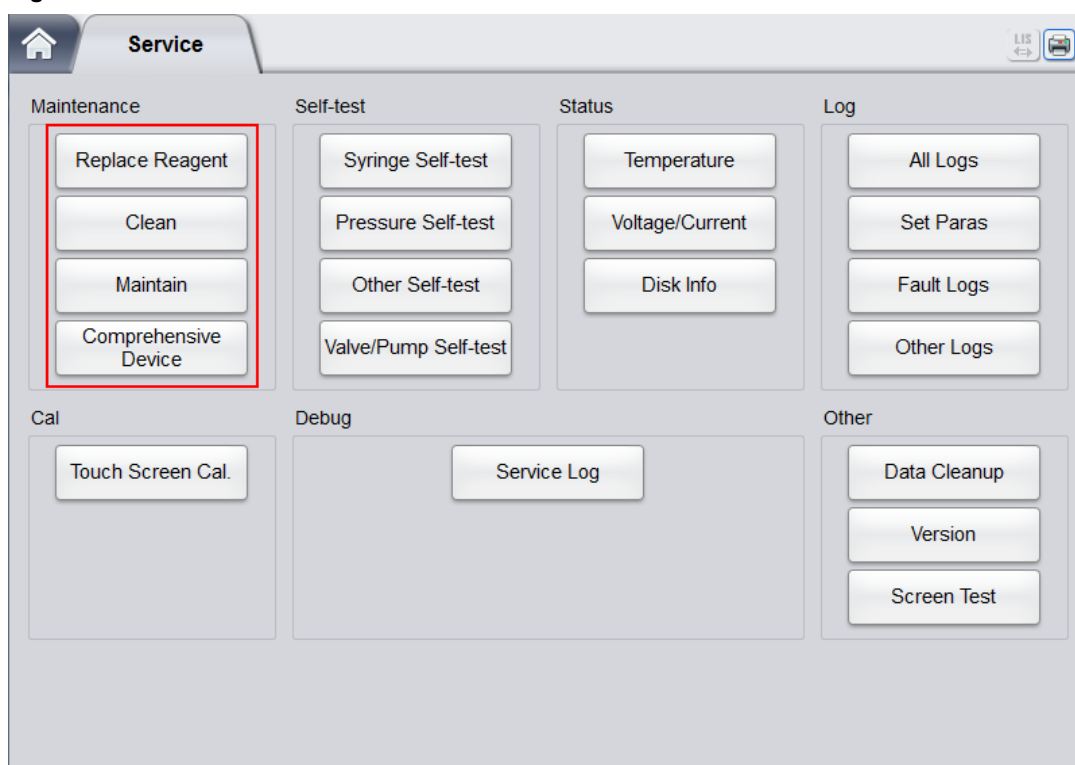 Service
LIS
Maintenance
Replace Reagent
Clean
Maintain
Comprehensive
Device
Self-test
Syringe Self-test
Pressure Self-test
Other Self-test
Valve/Pump Self-test
Status
Temperature
Voltage/Current
Disk Info
Log
All Logs
Set Paras
Fault Logs
Other Logs
Cal
Touch Screen Cal.
Debug
Service Log
Other
Data Cleanup
Version
Screen Test